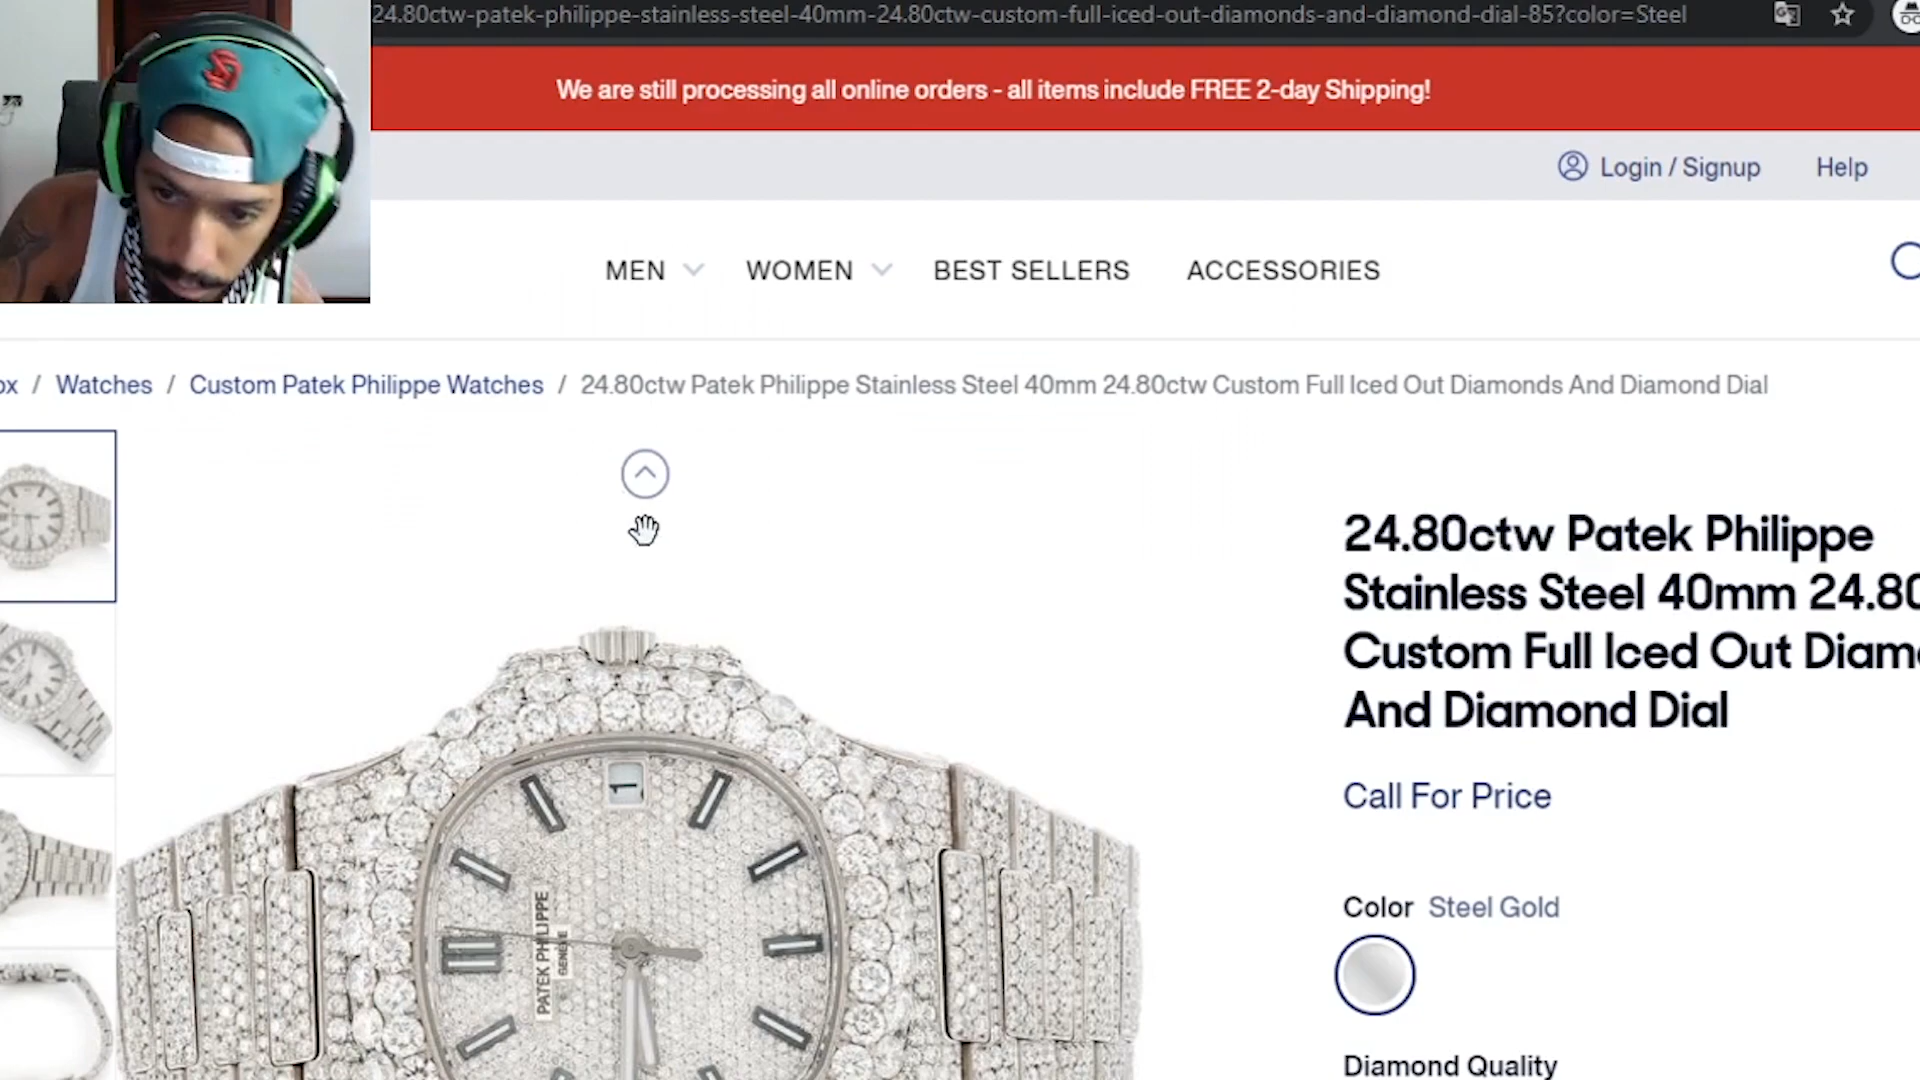 24.80ctw-patek-philippe-stainless-steel-40mm-24.80ctw-custom-full-iced-out-diamonds-and-diamond-dial-85?color=Steel
We are still processing all online orders - all items include FREE 2-day Shipping!
Login / Signup Help
MEN WOMEN BEST SELLERS ACCESSORIES
ox / Watches / Custom Patek Philippe Watches / 24.80ctw Patek Philippe Stainless Steel 40mm 24.80ctw Custom Full Iced Out Diamonds And Diamond Dial
24.80ctw Patek Philippe
Stainless Steel 40mm 24.80
Custom Full Iced Out Diam
And Diamond Dial
Call For Price
Color Steel Gold
Diamond Quality
1
PATEK PHILIPPE
GENEVE